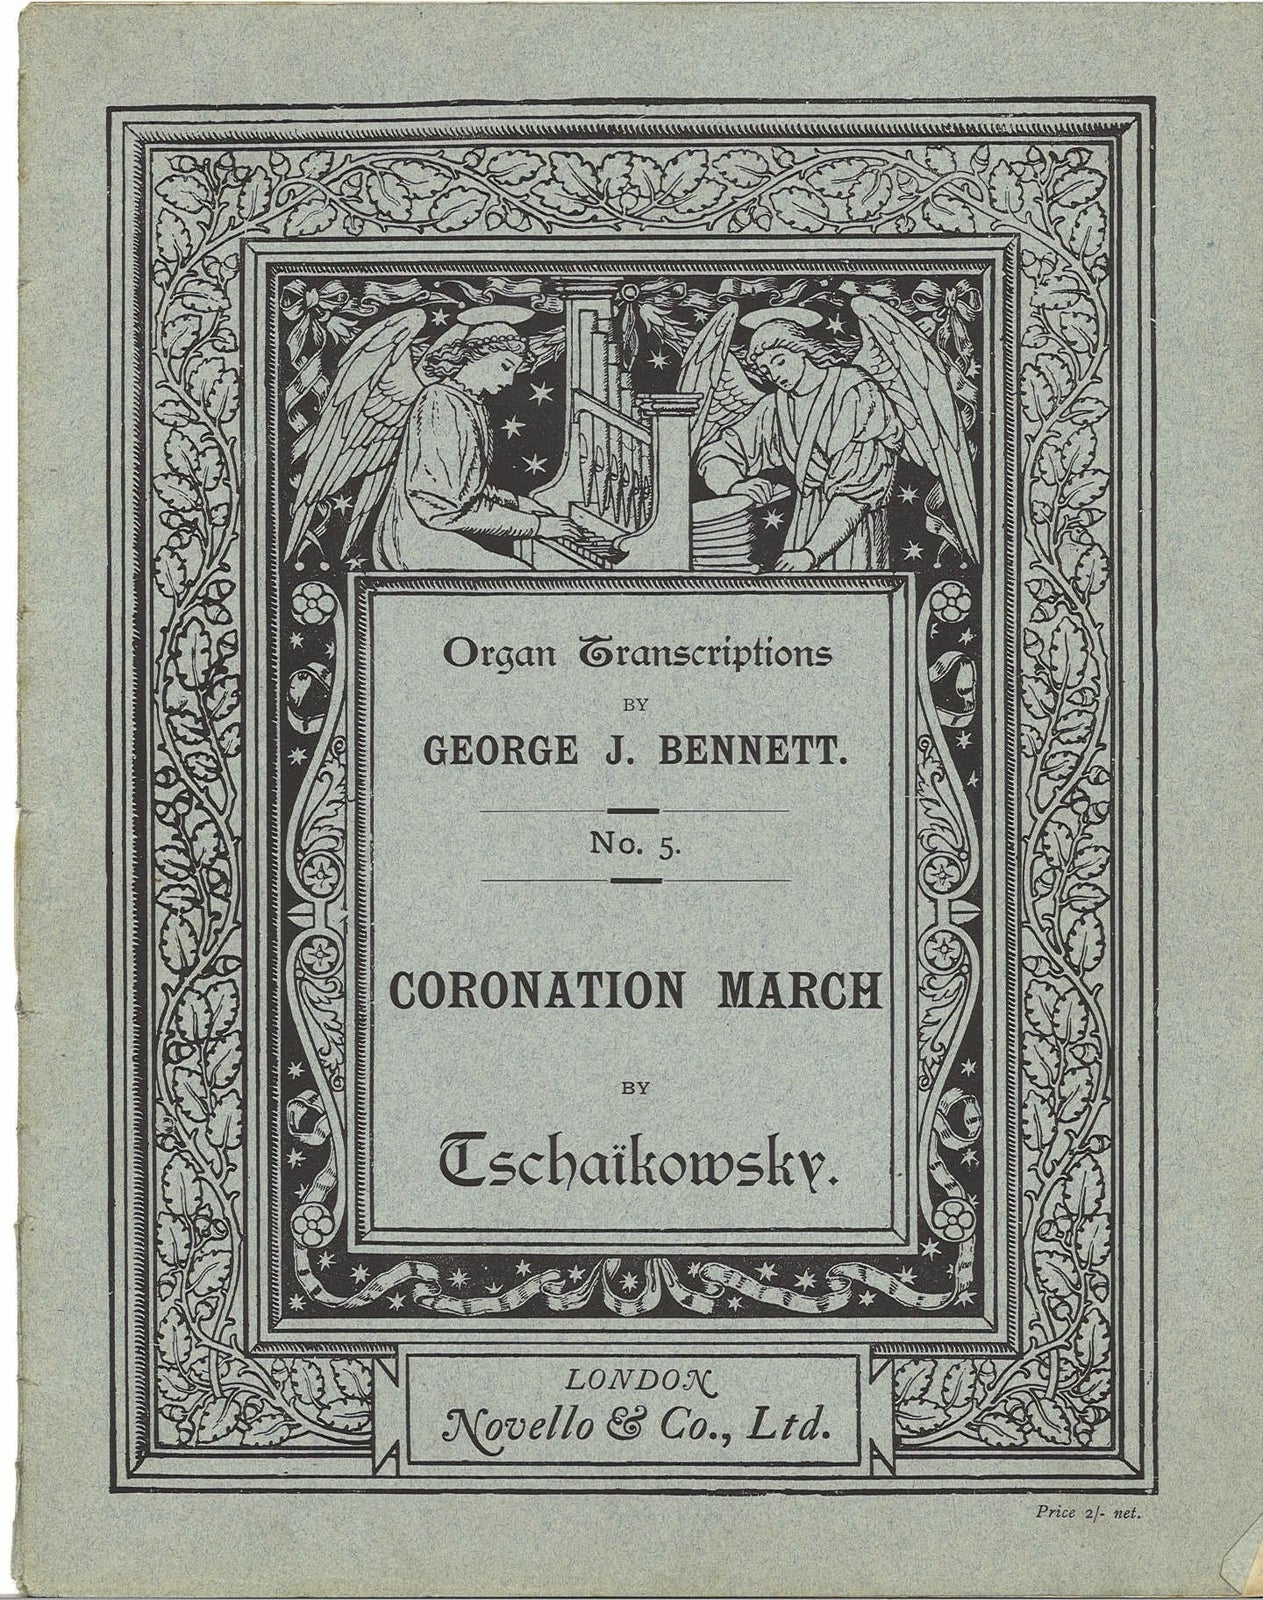 Organ Transcriptions
BY
GEORGE J. BENNETT.
No. 5.
CORONATION MARCH
BY
Tschaïkowsky.
LONDON
Novello & Co., Ltd.
Price 2/- net.